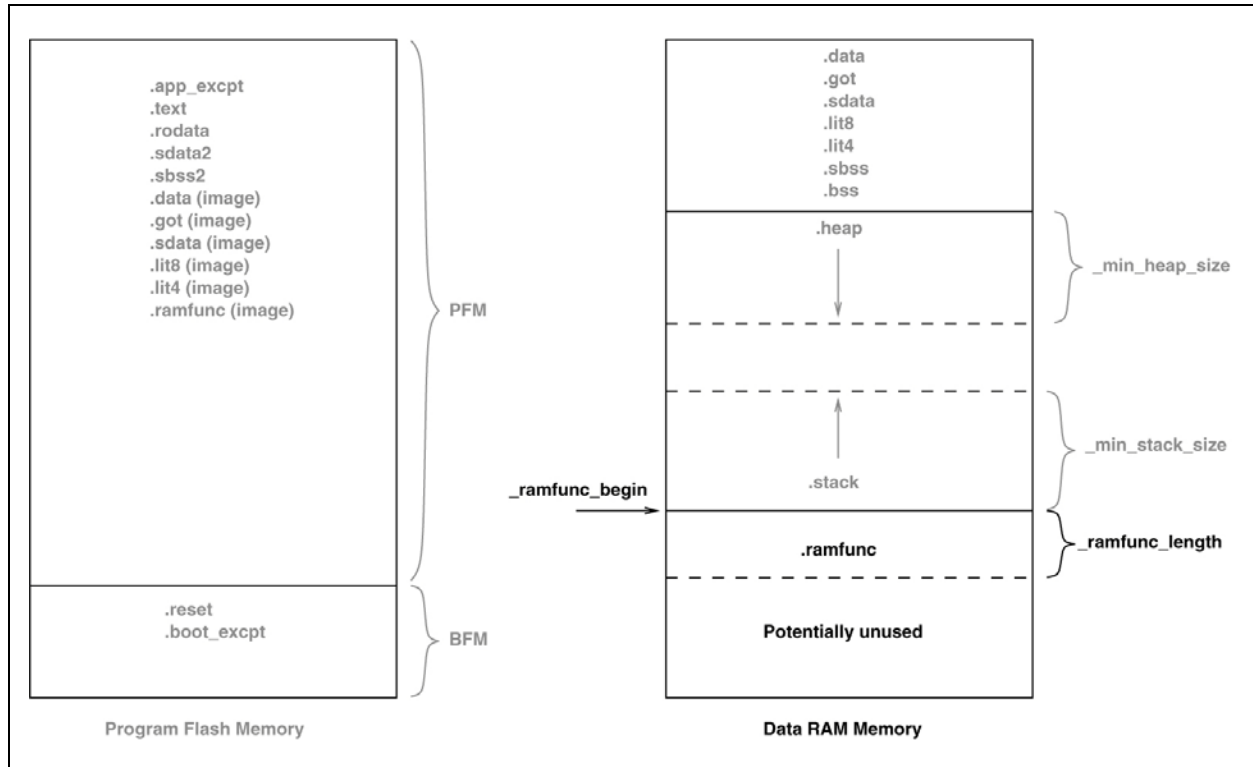 .app_excpt
.text
.rodata
.sdata2
.sbss2
.data (image)
.got (image)
.sdata (image)
.lit8 (image)
.lit4 (image)
.ramfunc (image)
PFM
.reset
.boot_excpt
BFM
Program Flash Memory
.data
.got
.sdata
.lit8
.lit4
.sbss
.bss
.heap
_min_heap_size
_min_stack_size
.stack
_ramfunc_begin
.ramfunc
_ramfunc_length
Potentially unused
Data RAM Memory